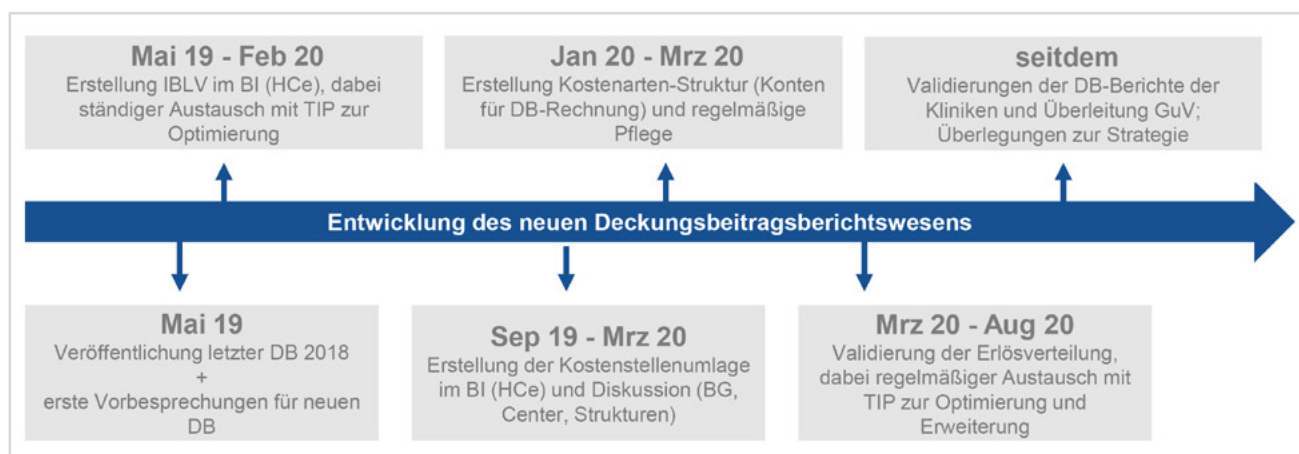 Mai 19 - Feb 20
Erstellung IBLV im BI (HCe), dabei
ständiger Austausch mit TIP zur
Optimierung
Jan 20 - Mrz 20
Erstellung Kostenarten-Struktur (Konten
für DB-Rechnung) und regelmäßige
Pflege
seitdem
Validierungen der DB-Berichte der
Kliniken und Überleitung GuV;
Überlegungen zur Strategie
Entwicklung des neuen Deckungsbeitragsberichtswesens
Mai 19
Veröffentlichung letzter DB 2018
+
erste Vorbesprechungen für neuen
DB
Sep 19 - Mrz 20
Erstellung der Kostenstellenumlage
im BI (HCe) und Diskussion (BG,
Center, Strukturen)
Mrz 20 - Aug 20
Validierung der Erlösverteilung,
dabei regelmäßiger Austausch mit
TIP zur Optimierung und
Erweiterung